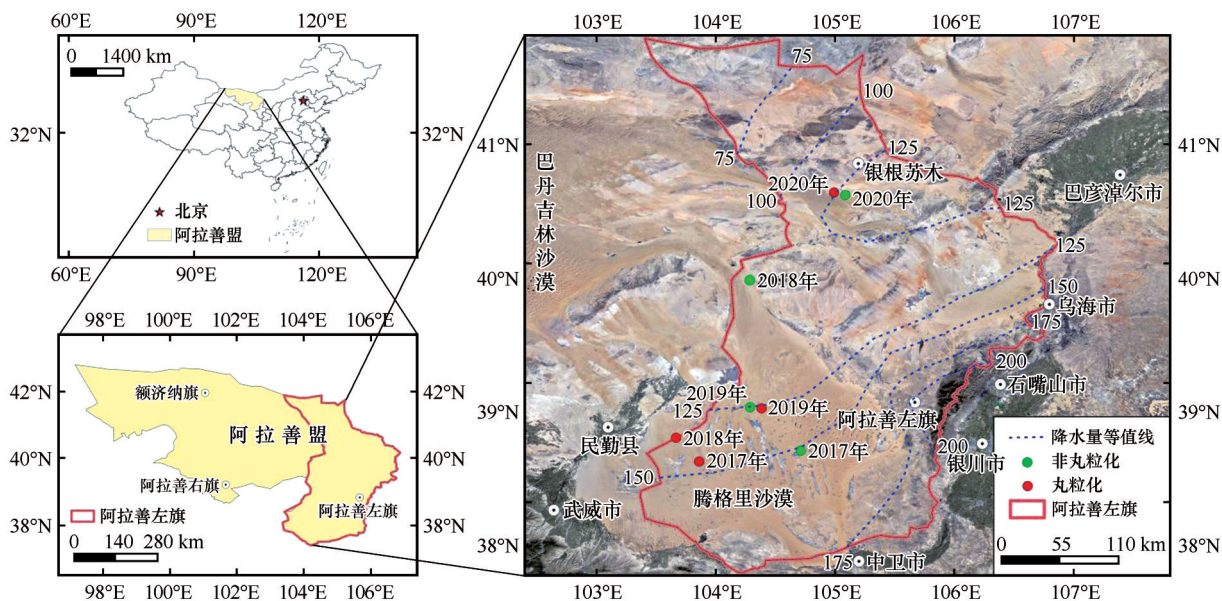 60°E
90°E
120°E
0 1400 km
32°N
32°N
北京
阿拉善盟
60°E
90°E
120°E
98°E
100°E
102°E
104°E
106°E
42°N
42°N
40°N
40°N
38°N
38°N
额济纳旗
阿拉善盟
阿拉善右旗
阿拉善左旗
阿拉善左旗
0 140 280 km
98°E
100°E
102°E
104°E
106°E
103°E
104°E
105°E
106°E
107°E
41°N
41°N
40°N
40°N
39°N
39°N
38°N
38°N
75
100
125
75
100
巴丹吉林沙漠
银根苏木
2020年
2020年
巴彦淖尔市
125
125
2018年
150
乌海市
175
200
石嘴山市
2019年
125
2019年
阿拉善左旗
民勤县
2018年
2017年
2017年
200
银川市
150
腾格里沙漠
武威市
175
中卫市
降水量等值线
非丸粒化
丸粒化
阿拉善左旗
0 55 110 km
103°E
104°E
105°E
106°E
107°E